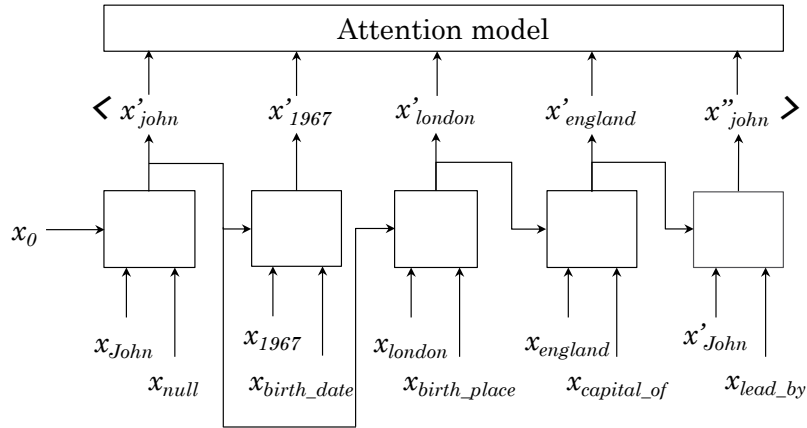 Attention model
< x'john x'1967 x'london x'england x''john >
x0
xJohn x1967 xlondon xengland x'John
xnull xbirth_date xbirth_place xcapital_of xlead_by